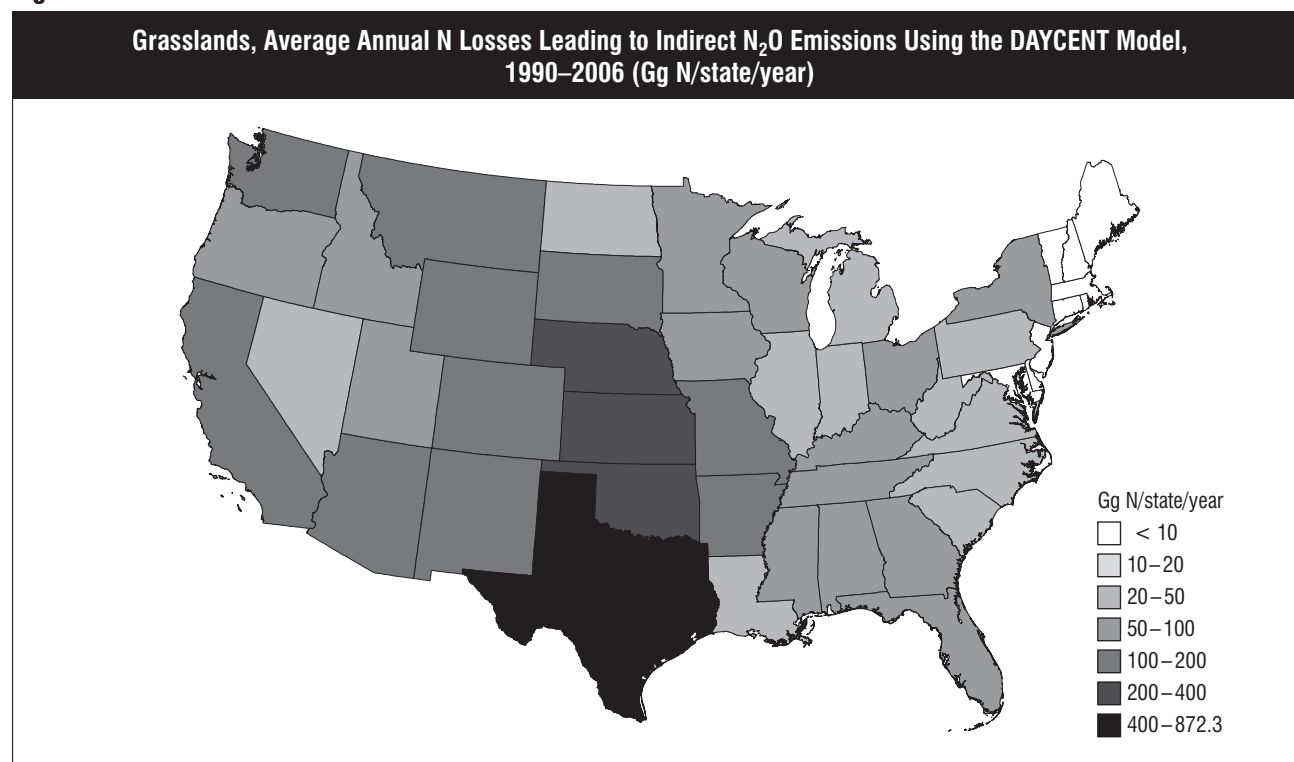 Grasslands, Average Annual N Losses Leading to Indirect N₂O Emissions Using the DAYCENT Model,
1990–2006 (Gg N/state/year)
Gg N/state/year
< 10
10–20
20–50
50–100
100–200
200–400
400–872.3